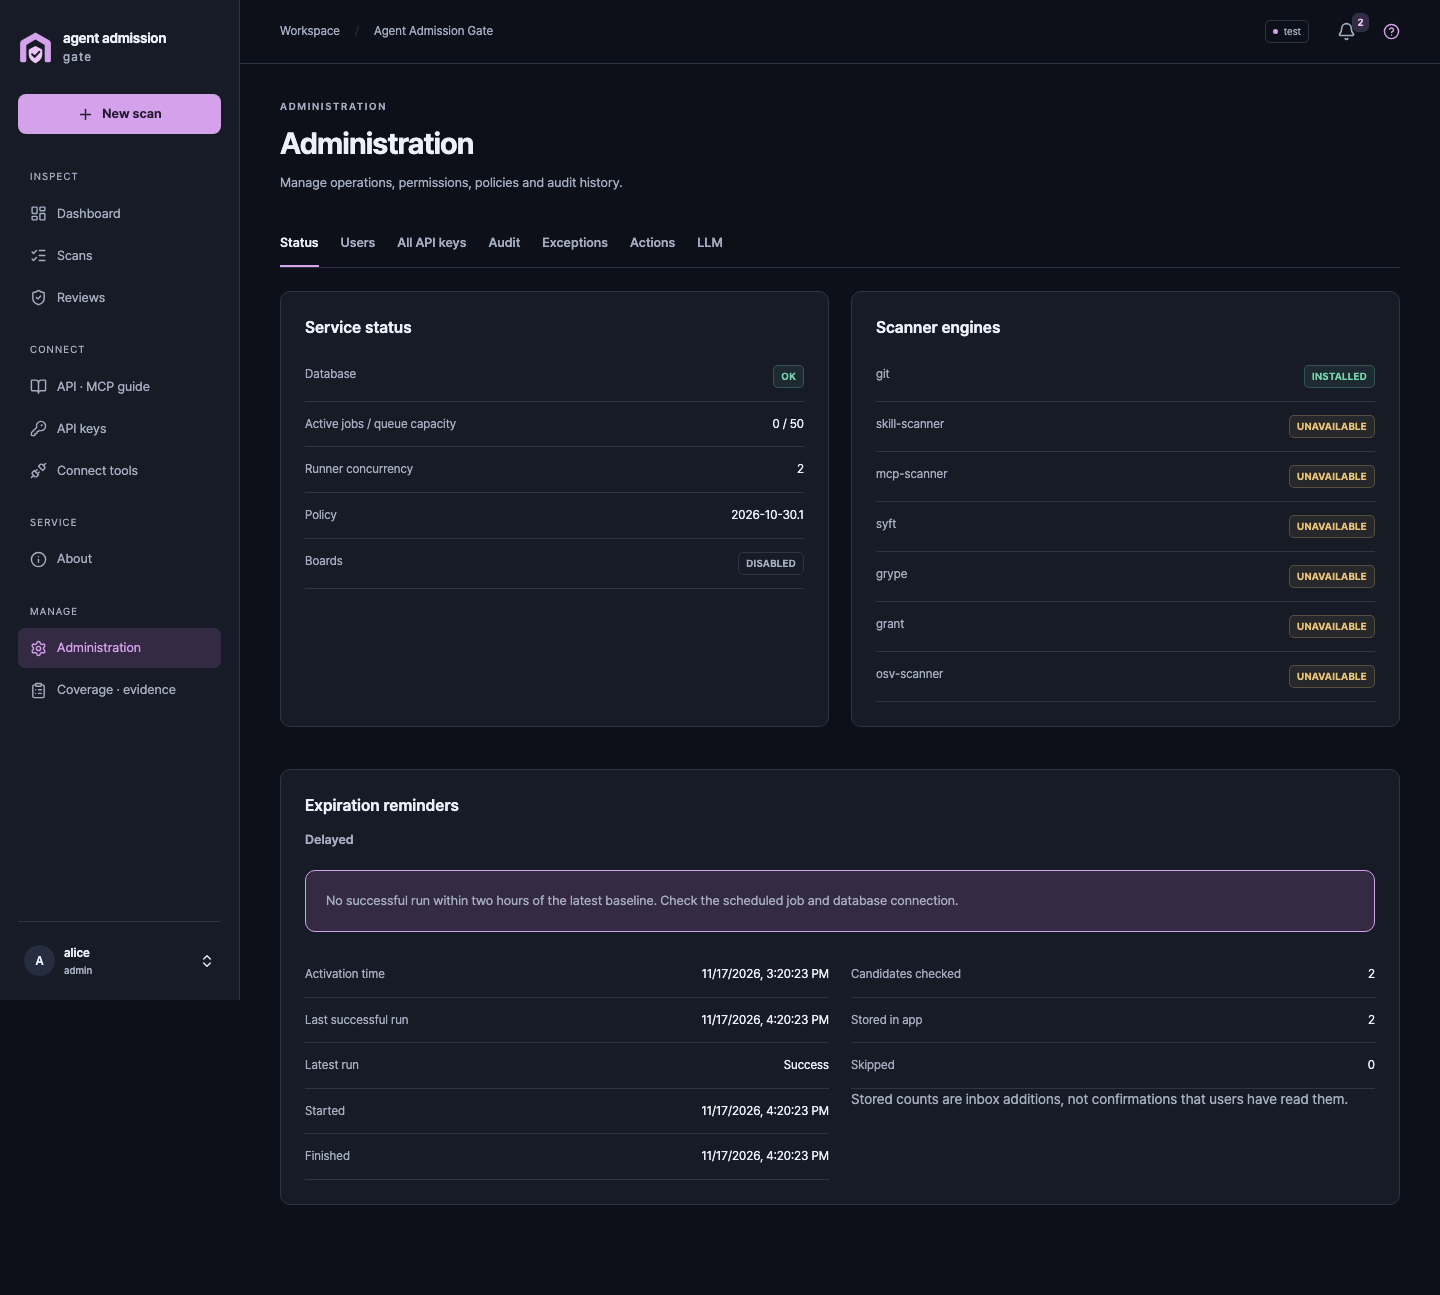 agent admission
gate
New scan
INSPECT
Dashboard
Scans
Reviews
CONNECT
API · MCP guide
API keys
Connect tools
SERVICE
About
MANAGE
Administration
Coverage · evidence
A
alice
admin
Workspace / Agent Admission Gate
test
2
ADMINISTRATION
Administration
Manage operations, permissions, policies and audit history.
Status Users All API keys Audit Exceptions Actions LLM
Service status
Database OK
Active jobs / queue capacity 0 / 50
Runner concurrency 2
Policy 2026-10-30.1
Boards DISABLED
Scanner engines
git INSTALLED
skill-scanner UNAVAILABLE
mcp-scanner UNAVAILABLE
syft UNAVAILABLE
grype UNAVAILABLE
grant UNAVAILABLE
osv-scanner UNAVAILABLE
Expiration reminders
Delayed
No successful run within two hours of the latest baseline. Check the scheduled job and database connection.
Activation time 11/17/2026, 3:20:23 PM
Last successful run 11/17/2026, 4:20:23 PM
Latest run Success
Started 11/17/2026, 4:20:23 PM
Finished 11/17/2026, 4:20:23 PM
Candidates checked 2
Stored in app 2
Skipped 0
Stored counts are inbox additions, not confirmations that users have read them.